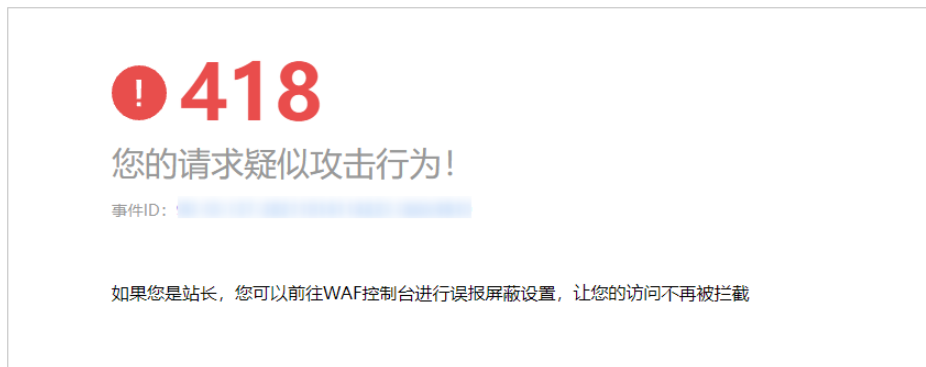 418
您的请求疑似攻击行为！
事件ID：
如果您是站长，您可以前往WAF控制台进行误报屏蔽设置，让您的访问不再被拦截